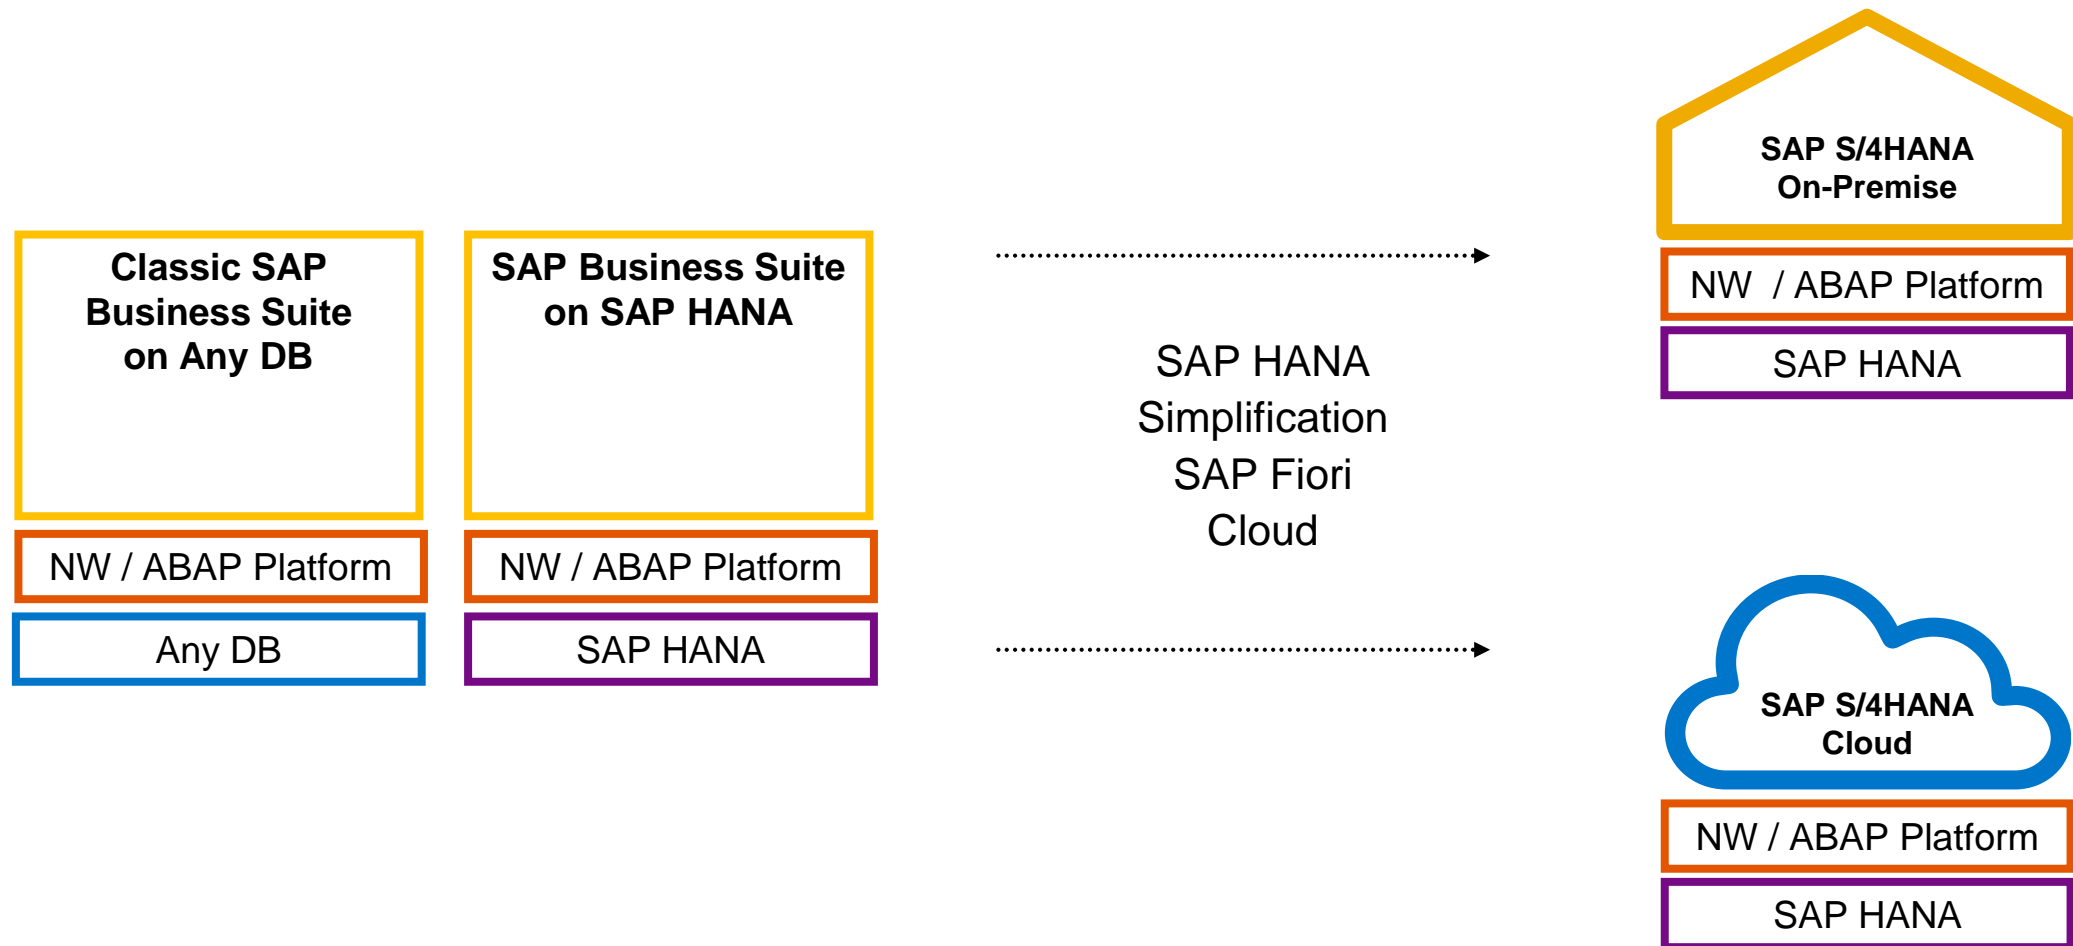 Classic SAP
Business Suite
on Any DB
NW / ABAP Platform
Any DB
SAP Business Suite
on SAP HANA
NW / ABAP Platform
SAP HANA
SAP HANA
Simplification
SAP Fiori
Cloud
SAP S/4HANA
On-Premise
NW / ABAP Platform
SAP HANA
SAP S/4HANA
Cloud
NW / ABAP Platform
SAP HANA